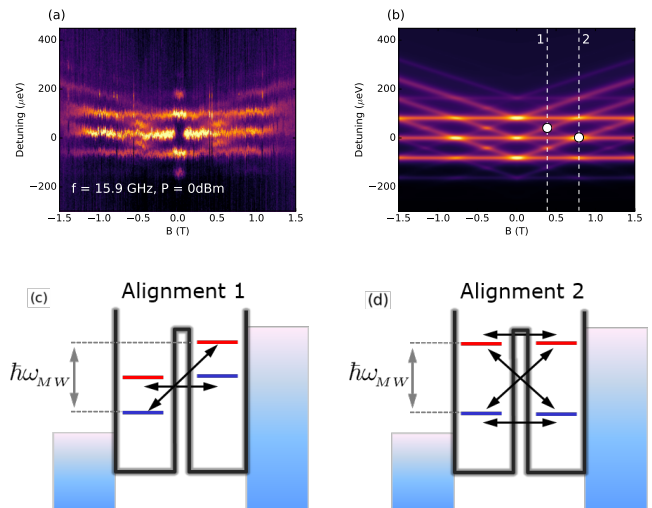 (a)
400
200
0
−200
Detuning (μeV)
f = 15.9 GHz, P = 0dBm
−1.5 −1.0 −0.5 0.0 0.5 1.0 1.5
B (T)
(b)
1 2
400
200
0
−200
Detuning (μeV)
−1.5 −1.0 −0.5 0.0 0.5 1.0 1.5
B (T)
(c)
Alignment 1
ℏω_MW
(d)
Alignment 2
ℏω_MW